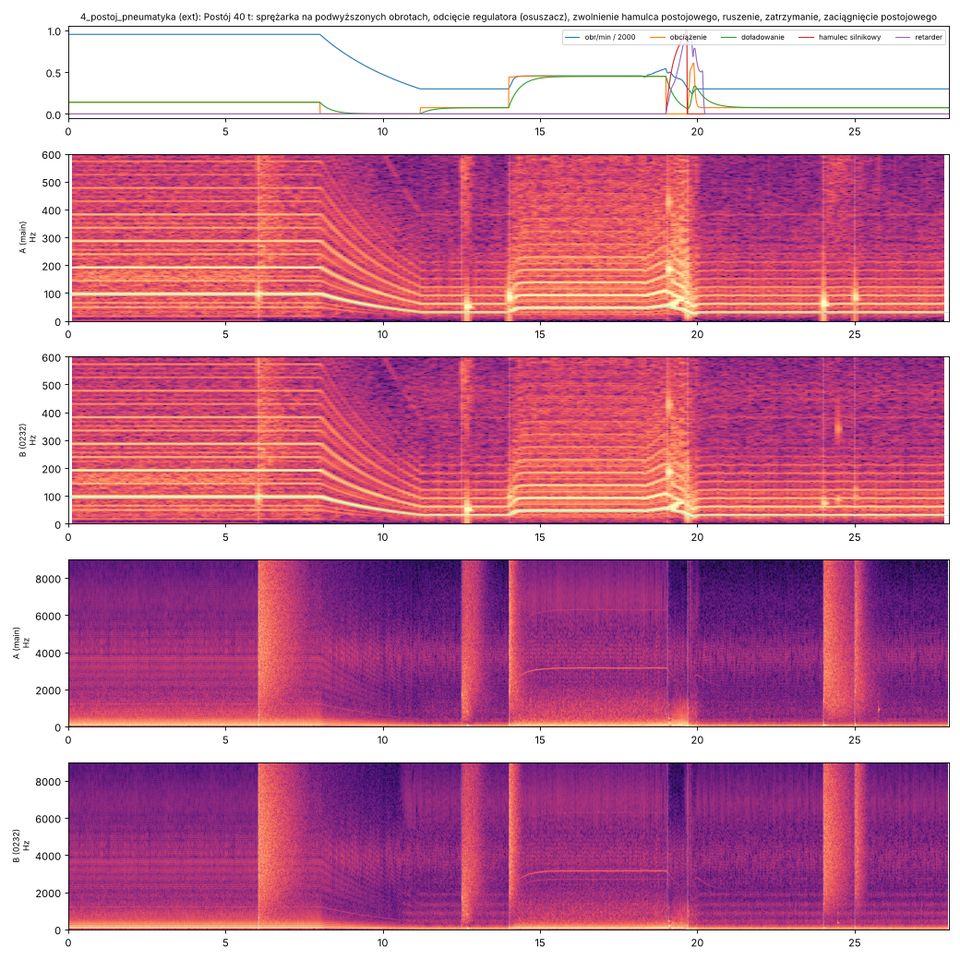 4_postoj_pneumatyka (ext): Postój 40 t: sprężarka na podwyższonych obrotach, odcięcie regulatora (osuszacz), zwolnienie hamulca postojowego, ruszenie, zatrzymanie, zaciągnięcie postojowego
obr/min / 2000 obciążenie doładowanie hamulec silnikowy retarder
1.0
0.5
0.0
0 5 10 15 20 25
A (main)
Hz
600
500
400
300
200
100
0
0 5 10 15 20 25
B (0232)
Hz
600
500
400
300
200
100
0
0 5 10 15 20 25
A (main)
Hz
8000
6000
4000
2000
0
0 5 10 15 20 25
B (0232)
Hz
8000
6000
4000
2000
0
0 5 10 15 20 25